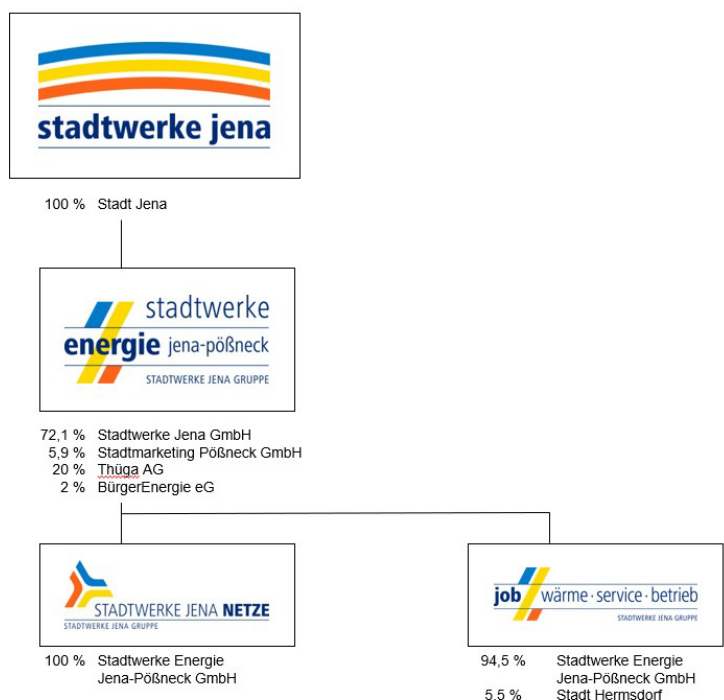 stadtwerke jena
100 % Stadt Jena
stadtwerke
energie jena-pößneck
STADTWERKE JENA GRUPPE
72,1 % Stadtwerke Jena GmbH
5,9 % Stadtmarketing Pößneck GmbH
20 % Thüga AG
2 % BürgerEnergie eG
STADTWERKE JENA NETZE
STADTWERKE JENA GRUPPE
100 % Stadtwerke Energie
Jena-Pößneck GmbH
job wärme · service · betrieb
STADTWERKE JENA GRUPPE
94,5 % Stadtwerke Energie
Jena-Pößneck GmbH
5,5 % Stadt Hermsdorf